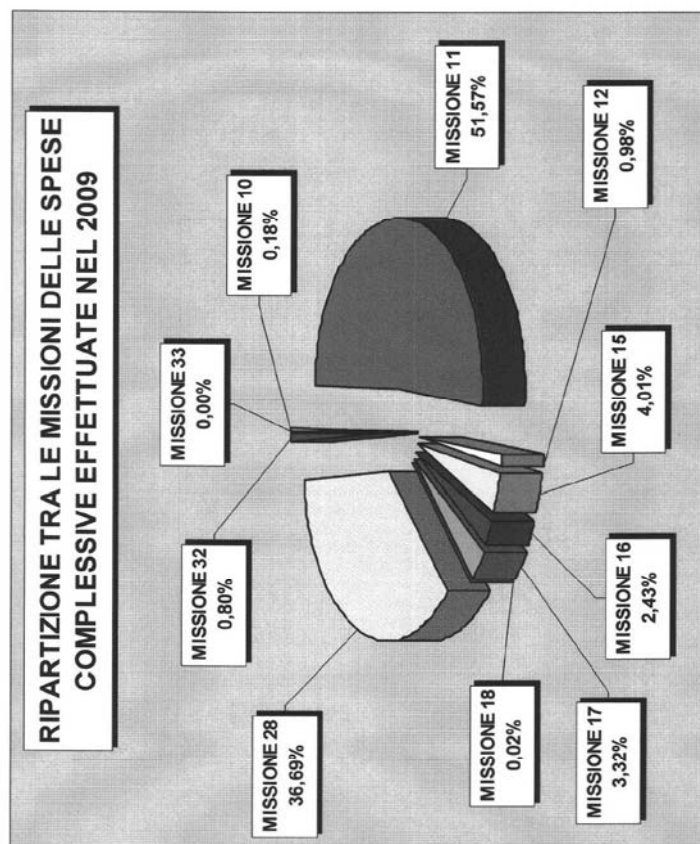 RIPARTIZIONE TRA LE MISSIONI DELLE SPESE
COMPLESSIVE EFFETTUATE NEL 2009
MISSIONE 33
0,00%
MISSIONE 10
0,18%
MISSIONE 32
0,80%
MISSIONE 28
36,69%
MISSIONE 11
51,57%
MISSIONE 18
0,02%
MISSIONE 17
3,32%
MISSIONE 16
2,43%
MISSIONE 15
4,01%
MISSIONE 12
0,98%